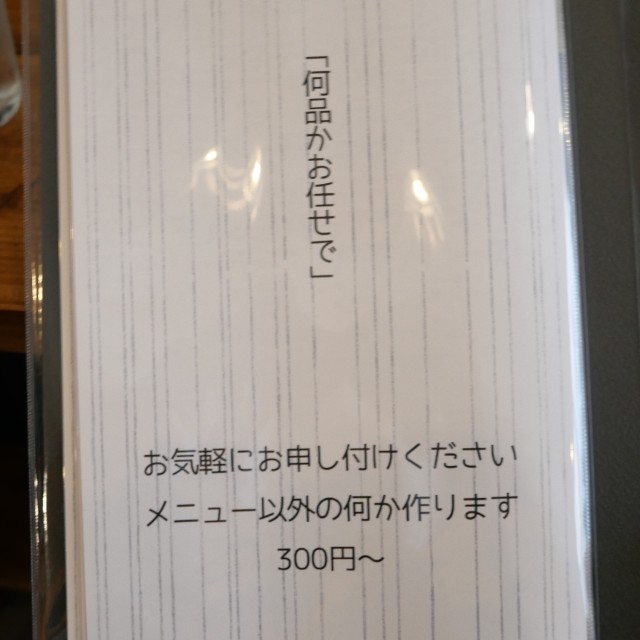 「何品かお任せで」
お気軽にお申し付けください
メニュー以外の何か作ります
300円～